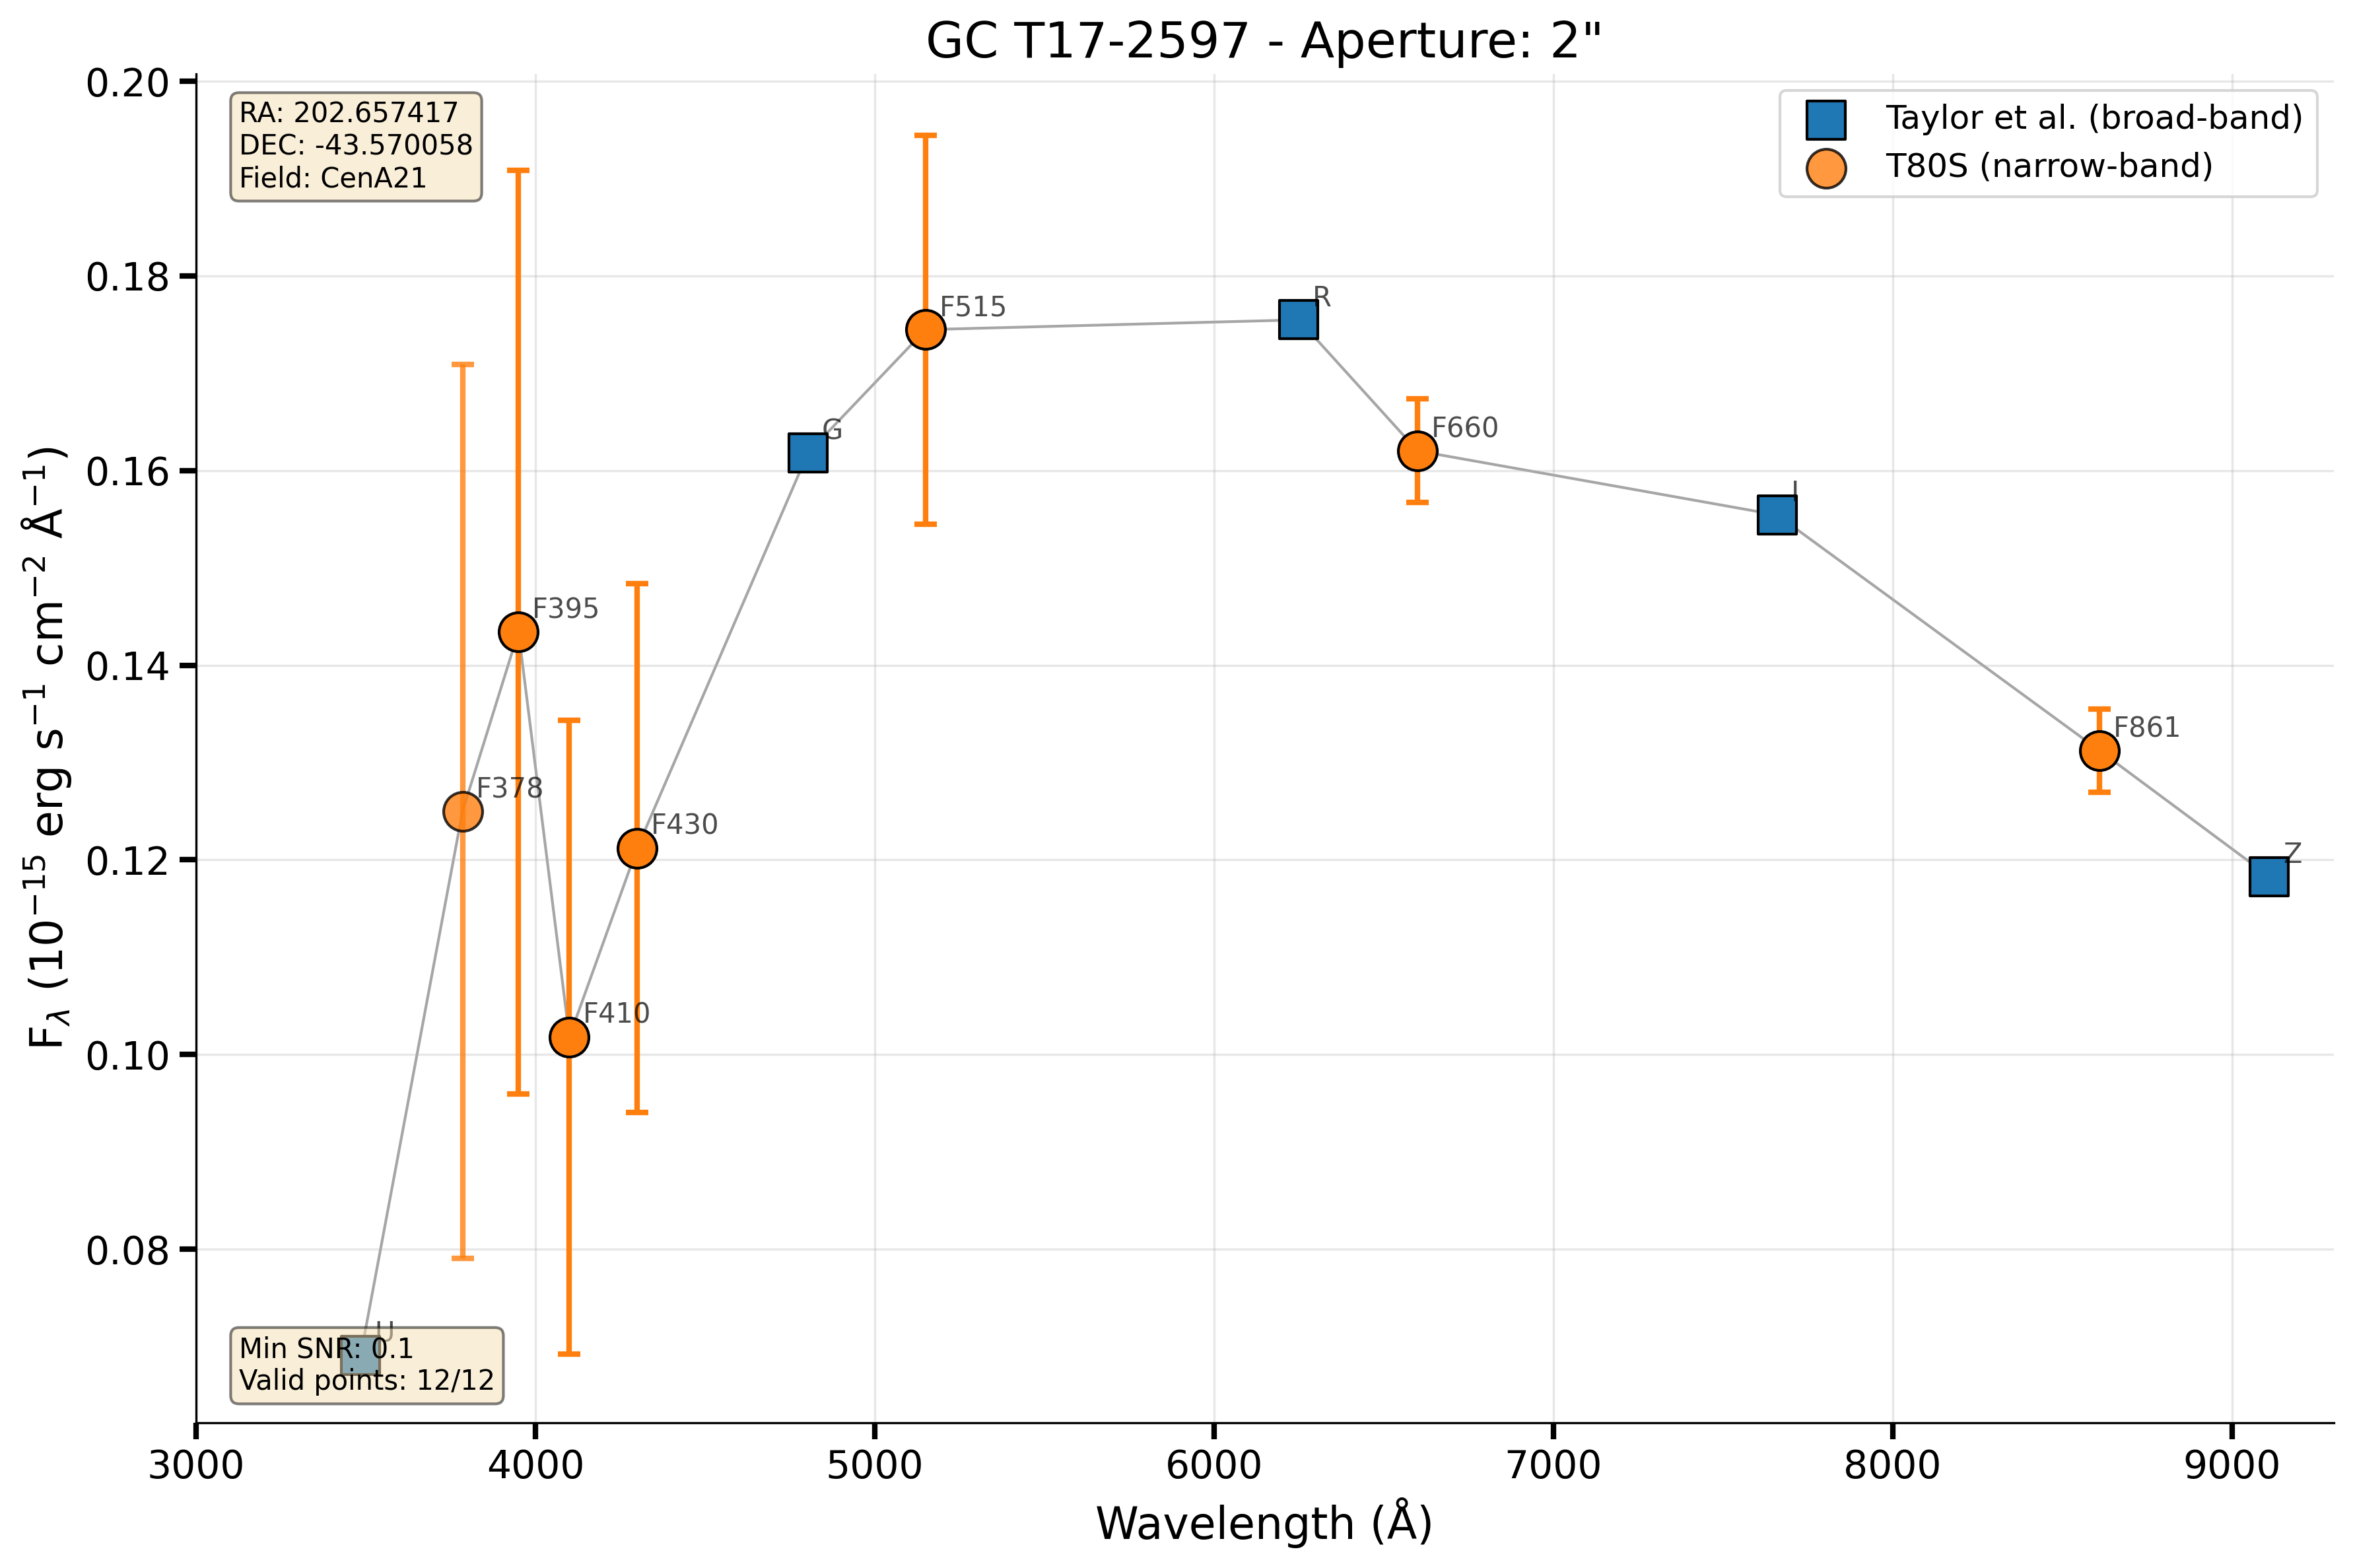 GC T17-2597 - Aperture: 2"
RA: 202.657417
DEC: -43.570058
Field: CenA21
Taylor et al. (broad-band)
T80S (narrow-band)
F_λ (10⁻¹⁵ erg s⁻¹ cm⁻² Å⁻¹)
0.20
0.18
0.16
0.14
0.12
0.10
0.08
U
F378
F395
F410
F430
G
F515
R
F660
I
F861
Z
Min SNR: 0.1
Valid points: 12/12
3000 4000 5000 6000 7000 8000 9000
Wavelength (Å)